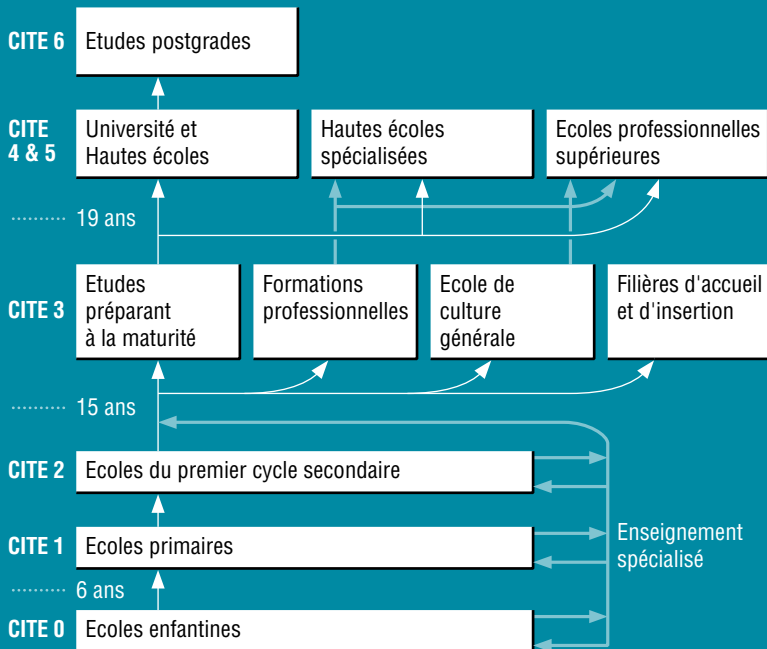 CITE 6
Etudes postgrades
CITE
4 & 5
Université et
Hautes écoles
Hautes écoles
spécialisées
Ecoles professionnelles
supérieures
.......... 19 ans
CITE 3
Etudes
préparant
à la maturité
Formations
professionnelles
Ecole de
culture
générale
Filières d'accueil
et d'insertion
.......... 15 ans
CITE 2
Ecoles du premier cycle secondaire
CITE 1
Ecoles primaires
Enseignement
spécialisé
.......... 6 ans
CITE 0
Ecoles enfantines